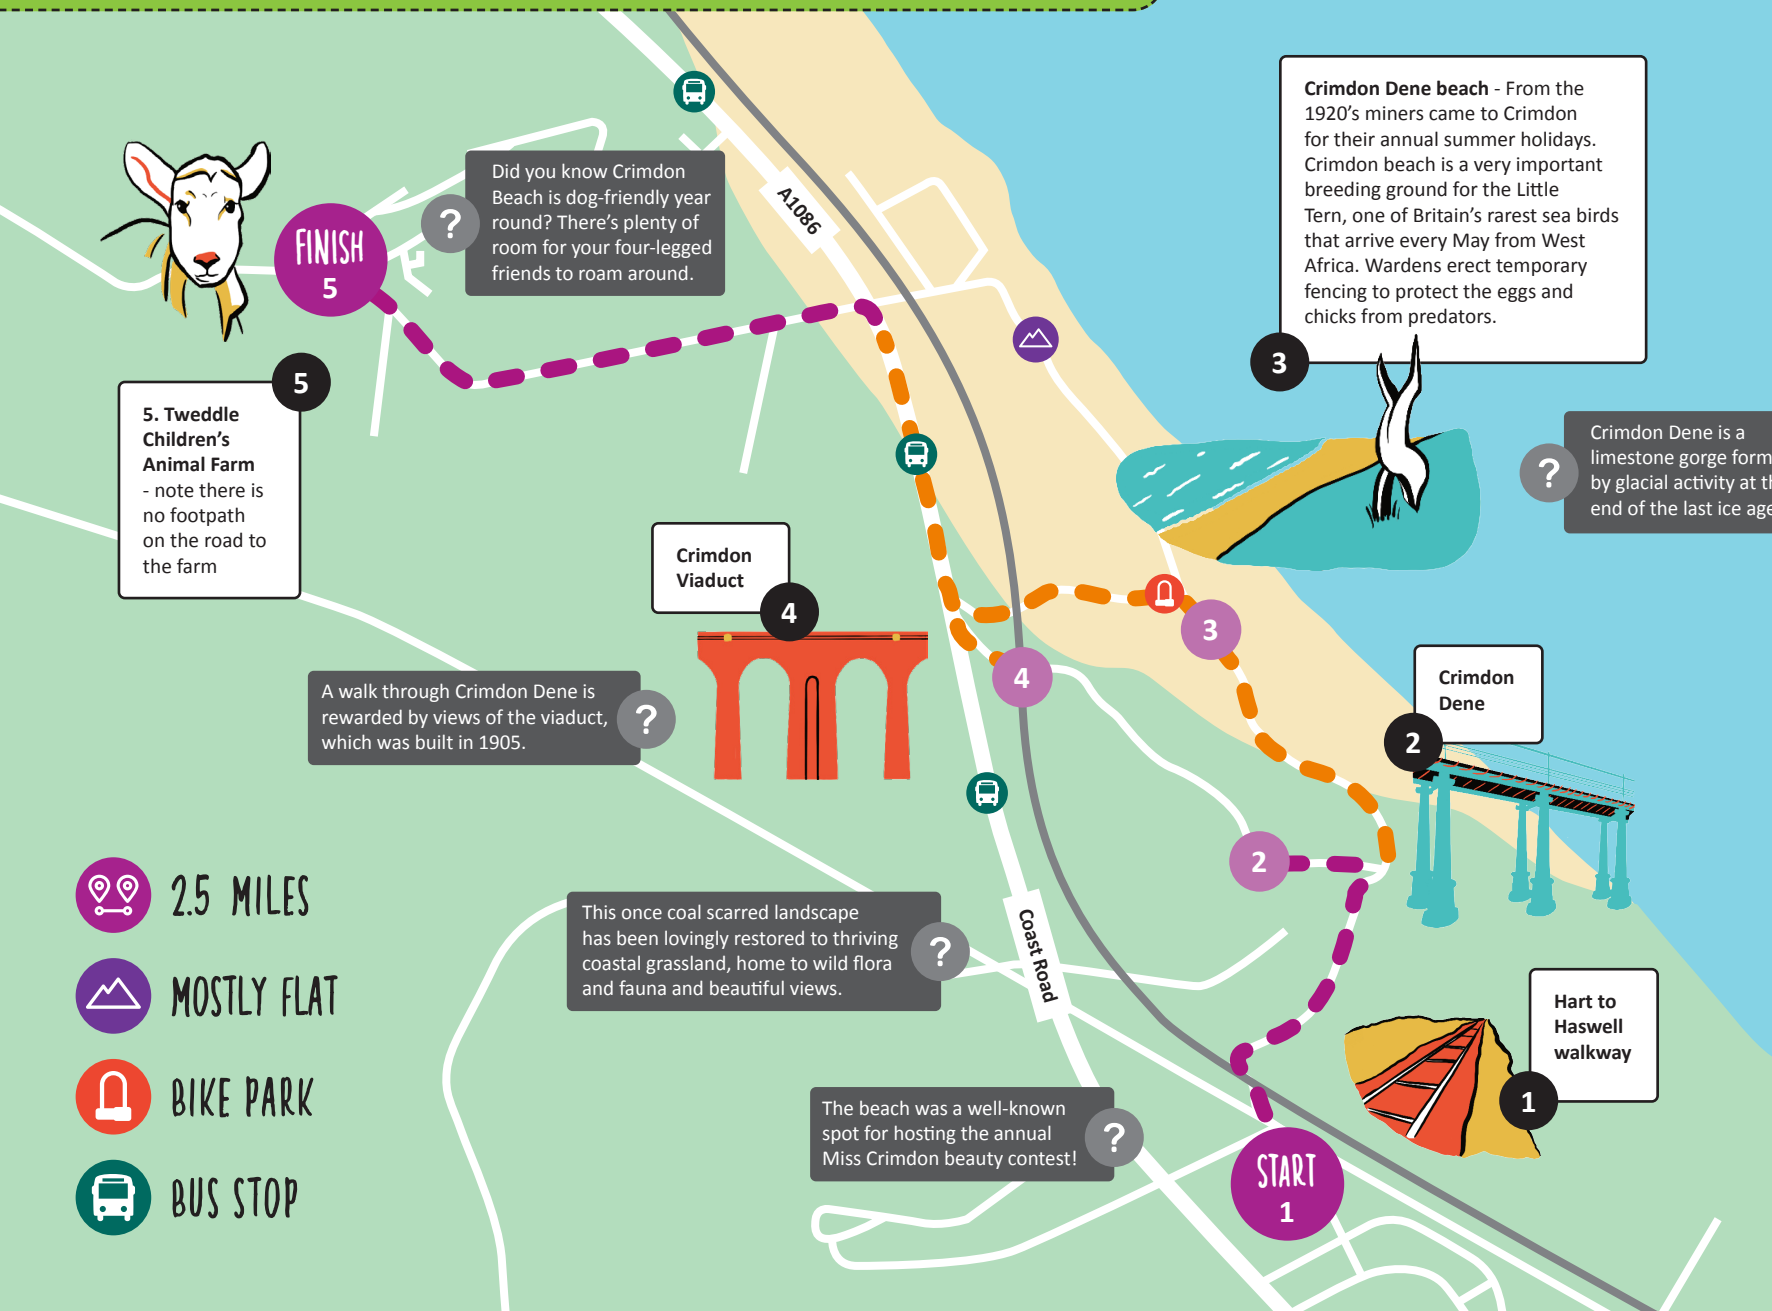 Crimdon Dene beach - From the
1920's miners came to Crimdon
for their annual summer holidays.
Crimdon beach is a very important
breeding ground for the Little
Tern, one of Britain's rarest sea birds
that arrive every May from West
Africa. Wardens erect temporary
fencing to protect the eggs and
chicks from predators.
3
Did you know Crimdon
Beach is dog-friendly year
round? There's plenty of
room for your four-legged
friends to roam around.
?
A1086
FINISH
5
5
5. Tweddle
Children's
Animal Farm
- note there is
no footpath
on the road to
the farm
Crimdon Dene is a
limestone gorge form
by glacial activity at th
end of the last ice age
?
Crimdon
Viaduct
4
3
4
Crimdon
Dene
2
A walk through Crimdon Dene is
rewarded by views of the viaduct,
which was built in 1905.
?
2
2.5 MILES
MOSTLY FLAT
BIKE PARK
BUS STOP
This once coal scarred landscape
has been lovingly restored to thriving
coastal grassland, home to wild flora
and fauna and beautiful views.
?
Coast Road
Hart to
Haswell
walkway
1
The beach was a well-known
spot for hosting the annual
Miss Crimdon beauty contest!
?
START
1